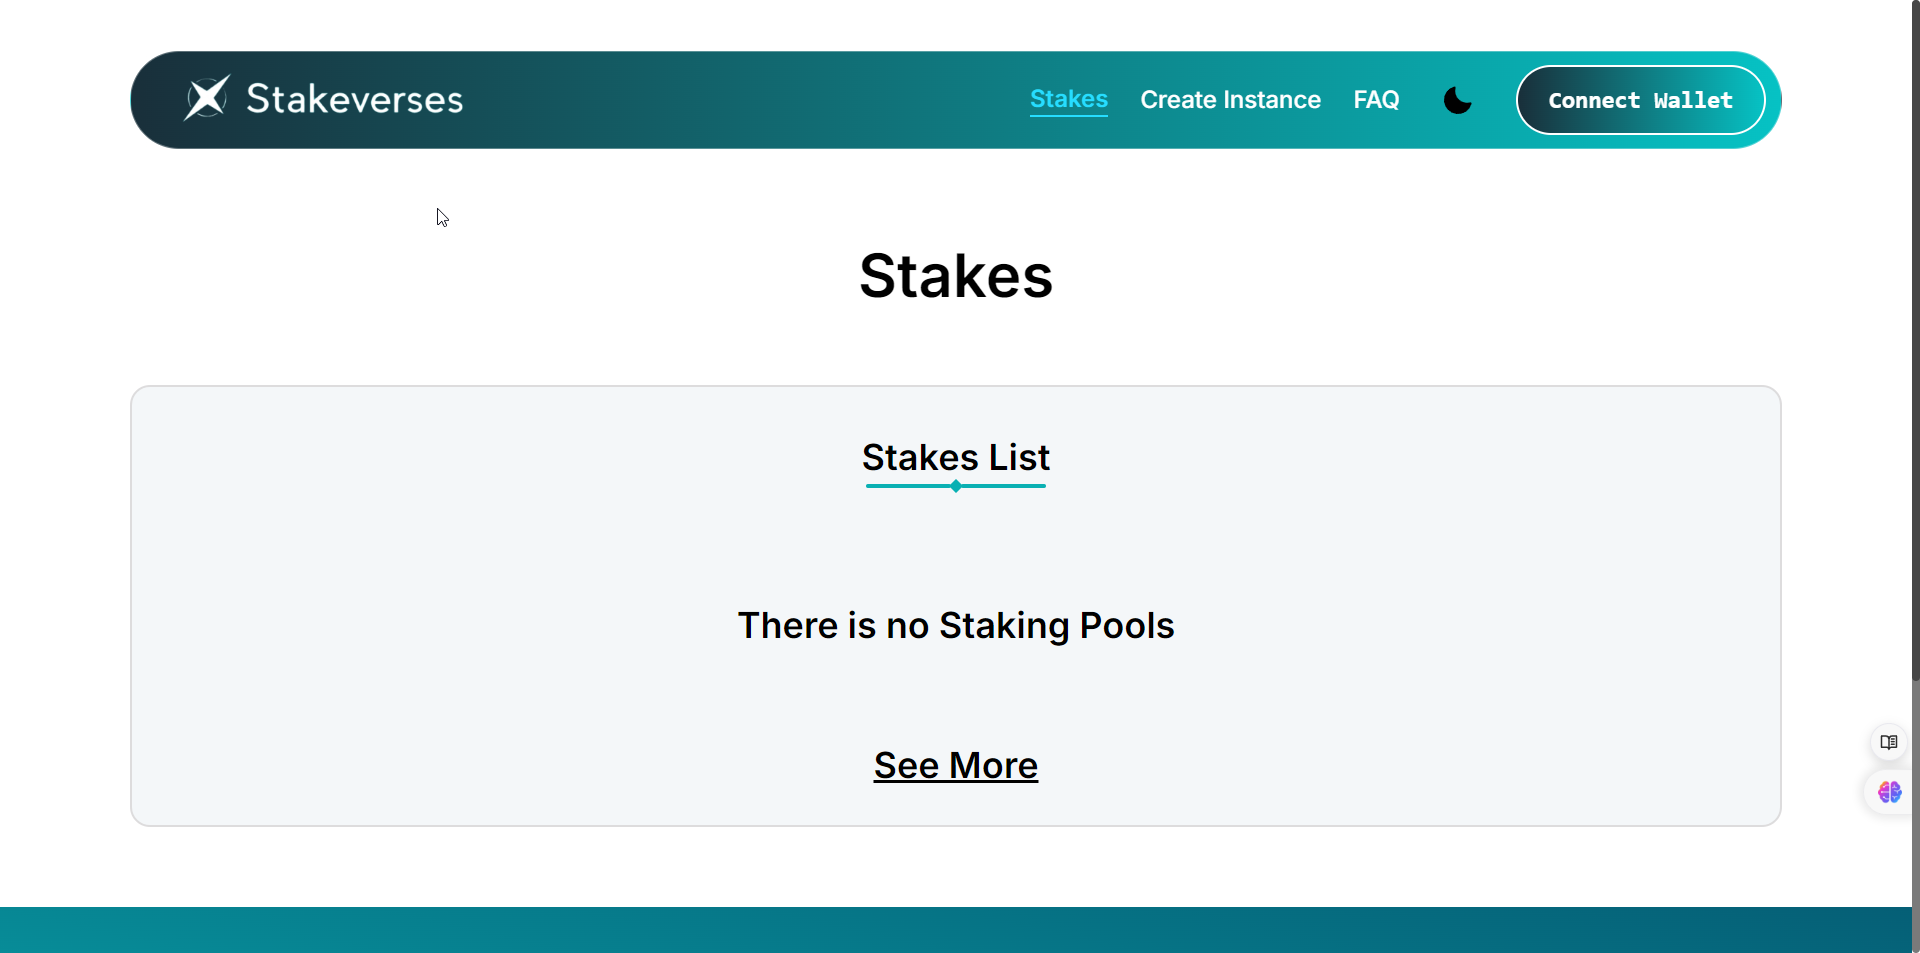 Stakeverses
Stakes
Create Instance
FAQ
Connect Wallet
Stakes
Stakes List
There is no Staking Pools
See More